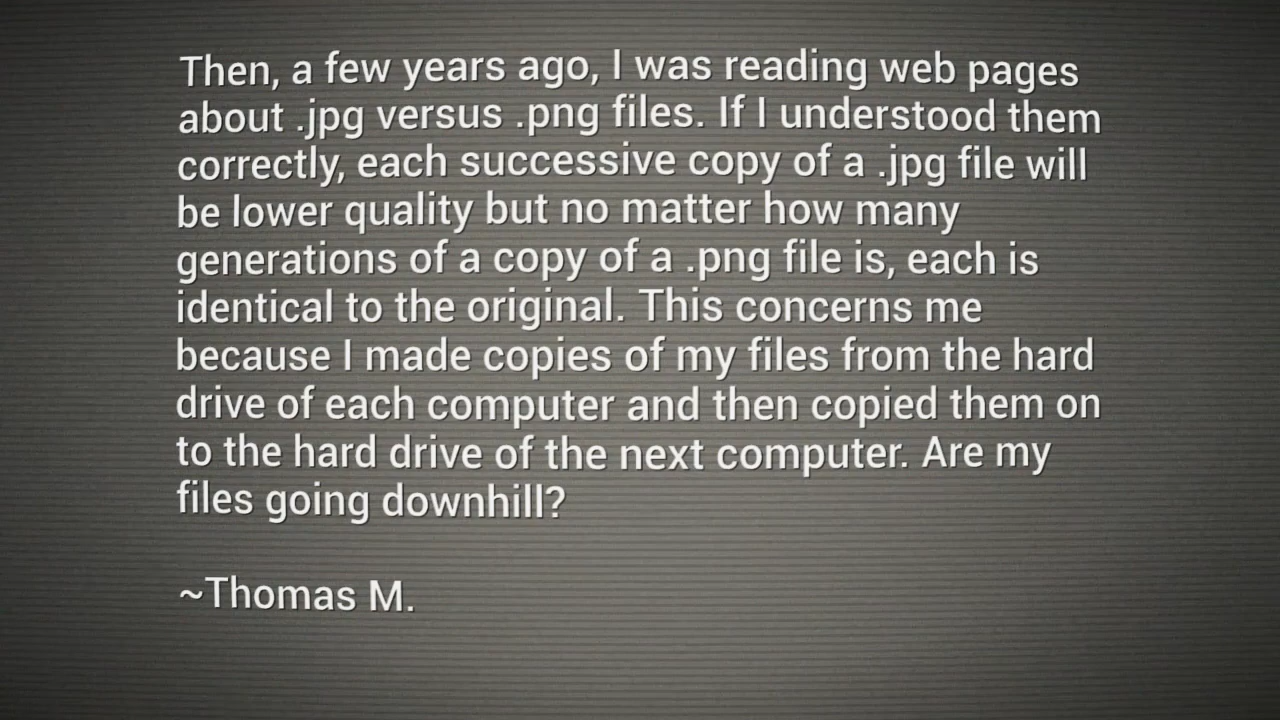 Then, a few years ago, I was reading web pages
about .jpg versus .png files. If I understood them
correctly, each successive copy of a .jpg file will
be lower quality but no matter how many
generations of a copy of a .png file is, each is
identical to the original. This concerns me
because I made copies of my files from the hard
drive of each computer and then copied them on
to the hard drive of the next computer. Are my
files going downhill?
~Thomas M.